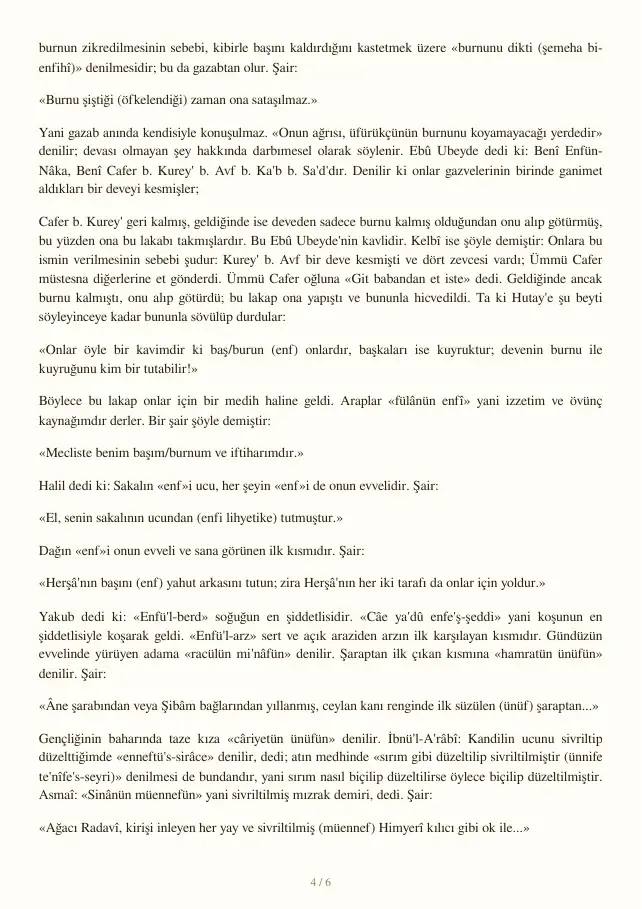 burnun zikredilmesinin sebebi, kibirle başını kaldırdığını kastetmek üzere «burnunu dikti (şemeha bi-
enfihî)» denilmesidir; bu da gazabtan olur. Şair:
«Burnu şiştiği (öfkelendiği) zaman ona sataşılmaz.»
Yani gazab anında kendisiyle konuşulmaz. «Onun ağrısı, üfürükçünün burnunu koyamayacağı yerdedir»
denilir; devası olmayan şey hakkında darbımesel olarak söylenir. Ebû Ubeyde dedi ki: Benî Enfün-
Nâka, Benî Cafer b. Kurey' b. Avf b. Ka'b b. Sa'd'dır. Denilir ki onlar gazvelerinin birinde ganimet
aldıkları bir deveyi kesmişler;
Cafer b. Kurey' geri kalmış, geldiğinde ise deveden sadece burnu kalmış olduğundan onu alıp götürmüş,
bu yüzden ona bu lakabı takmışlardır. Bu Ebû Ubeyde'nin kavlidir. Kelbî ise şöyle demiştir: Onlara bu
ismin verilmesinin sebebi şudur: Kurey' b. Avf bir deve kesmişti ve dört zevcesi vardı; Ümmü Cafer
müstesna diğerlerine et gönderdi. Ümmü Cafer oğluna «Git babandan et iste» dedi. Geldiğinde ancak
burnu kalmıştı, onu alıp götürdü; bu lakap ona yapıştı ve bununla hicvedildi. Ta ki Hutay'e şu beyti
söyleyinceye kadar bununla sövülüp durdular:
«Onlar öyle bir kavimdir ki baş/burun (enf) onlardır, başkaları ise kuyruktur; devenin burnu ile
kuyruğunu kim bir tutabilir!»
Böylece bu lakap onlar için bir medih haline geldi. Araplar «fülânün enfî» yani izzetim ve övünç
kaynağımdır derler. Bir şair şöyle demiştir:
«Mecliste benim başım/burnum ve iftiharımdır.»
Halil dedi ki: Sakalın «enf»i ucu, her şeyin «enf»i de onun evvelidir. Şair:
«El, senin sakalının ucundan (enfi lihyetike) tutmuştur.»
Dağın «enf»i onun evveli ve sana görünen ilk kısmıdır. Şair:
«Herşâ'nın başını (enf) yahut arkasını tutun; zira Herşâ'nın her iki tarafı da onlar için yoldur.»
Yakub dedi ki: «Enfü'l-berd» soğuğun en şiddetlisidir. «Câe ya'dû enfe'ş-şeddi» yani koşunun en
şiddetlisiyle koşarak geldi. «Enfü'l-arz» sert ve açık araziden arzın ilk karşılayan kısmıdır. Gündüzün
evvelinde yürüyen adama «racülün mi'nâfün» denilir. Şaraptan ilk çıkan kısmına «hamratün ünüfün»
denilir. Şair:
«Âne şarabından veya Şibâm bağlarından yıllanmış, ceylan kanı renginde ilk süzülen (ünüf) şaraptan...»
Gençliğinin baharında taze kıza «câriyetün ünüfün» denilir. İbnü'l-A'râbî: Kandilin ucunu sivriltip
düzelttiğimde «enneftü's-sirâce» denilir, dedi; atın medhinde «sırım gibi düzeltilip sivriltilmiştir (ünnife
te'nîfe's-seyri)» denilmesi de bundandır, yani sırım nasıl biçilip düzeltilirse öylece biçilip düzeltilmiştir.
Asmaî: «Sinânün müennefün» yani sivriltilmiş mızrak demiri, dedi. Şair:
«Ağacı Radavî, kirişi inleyen her yay ve sivriltilmiş (müennef) Himyerî kılıcı gibi ok ile...»
4 / 6